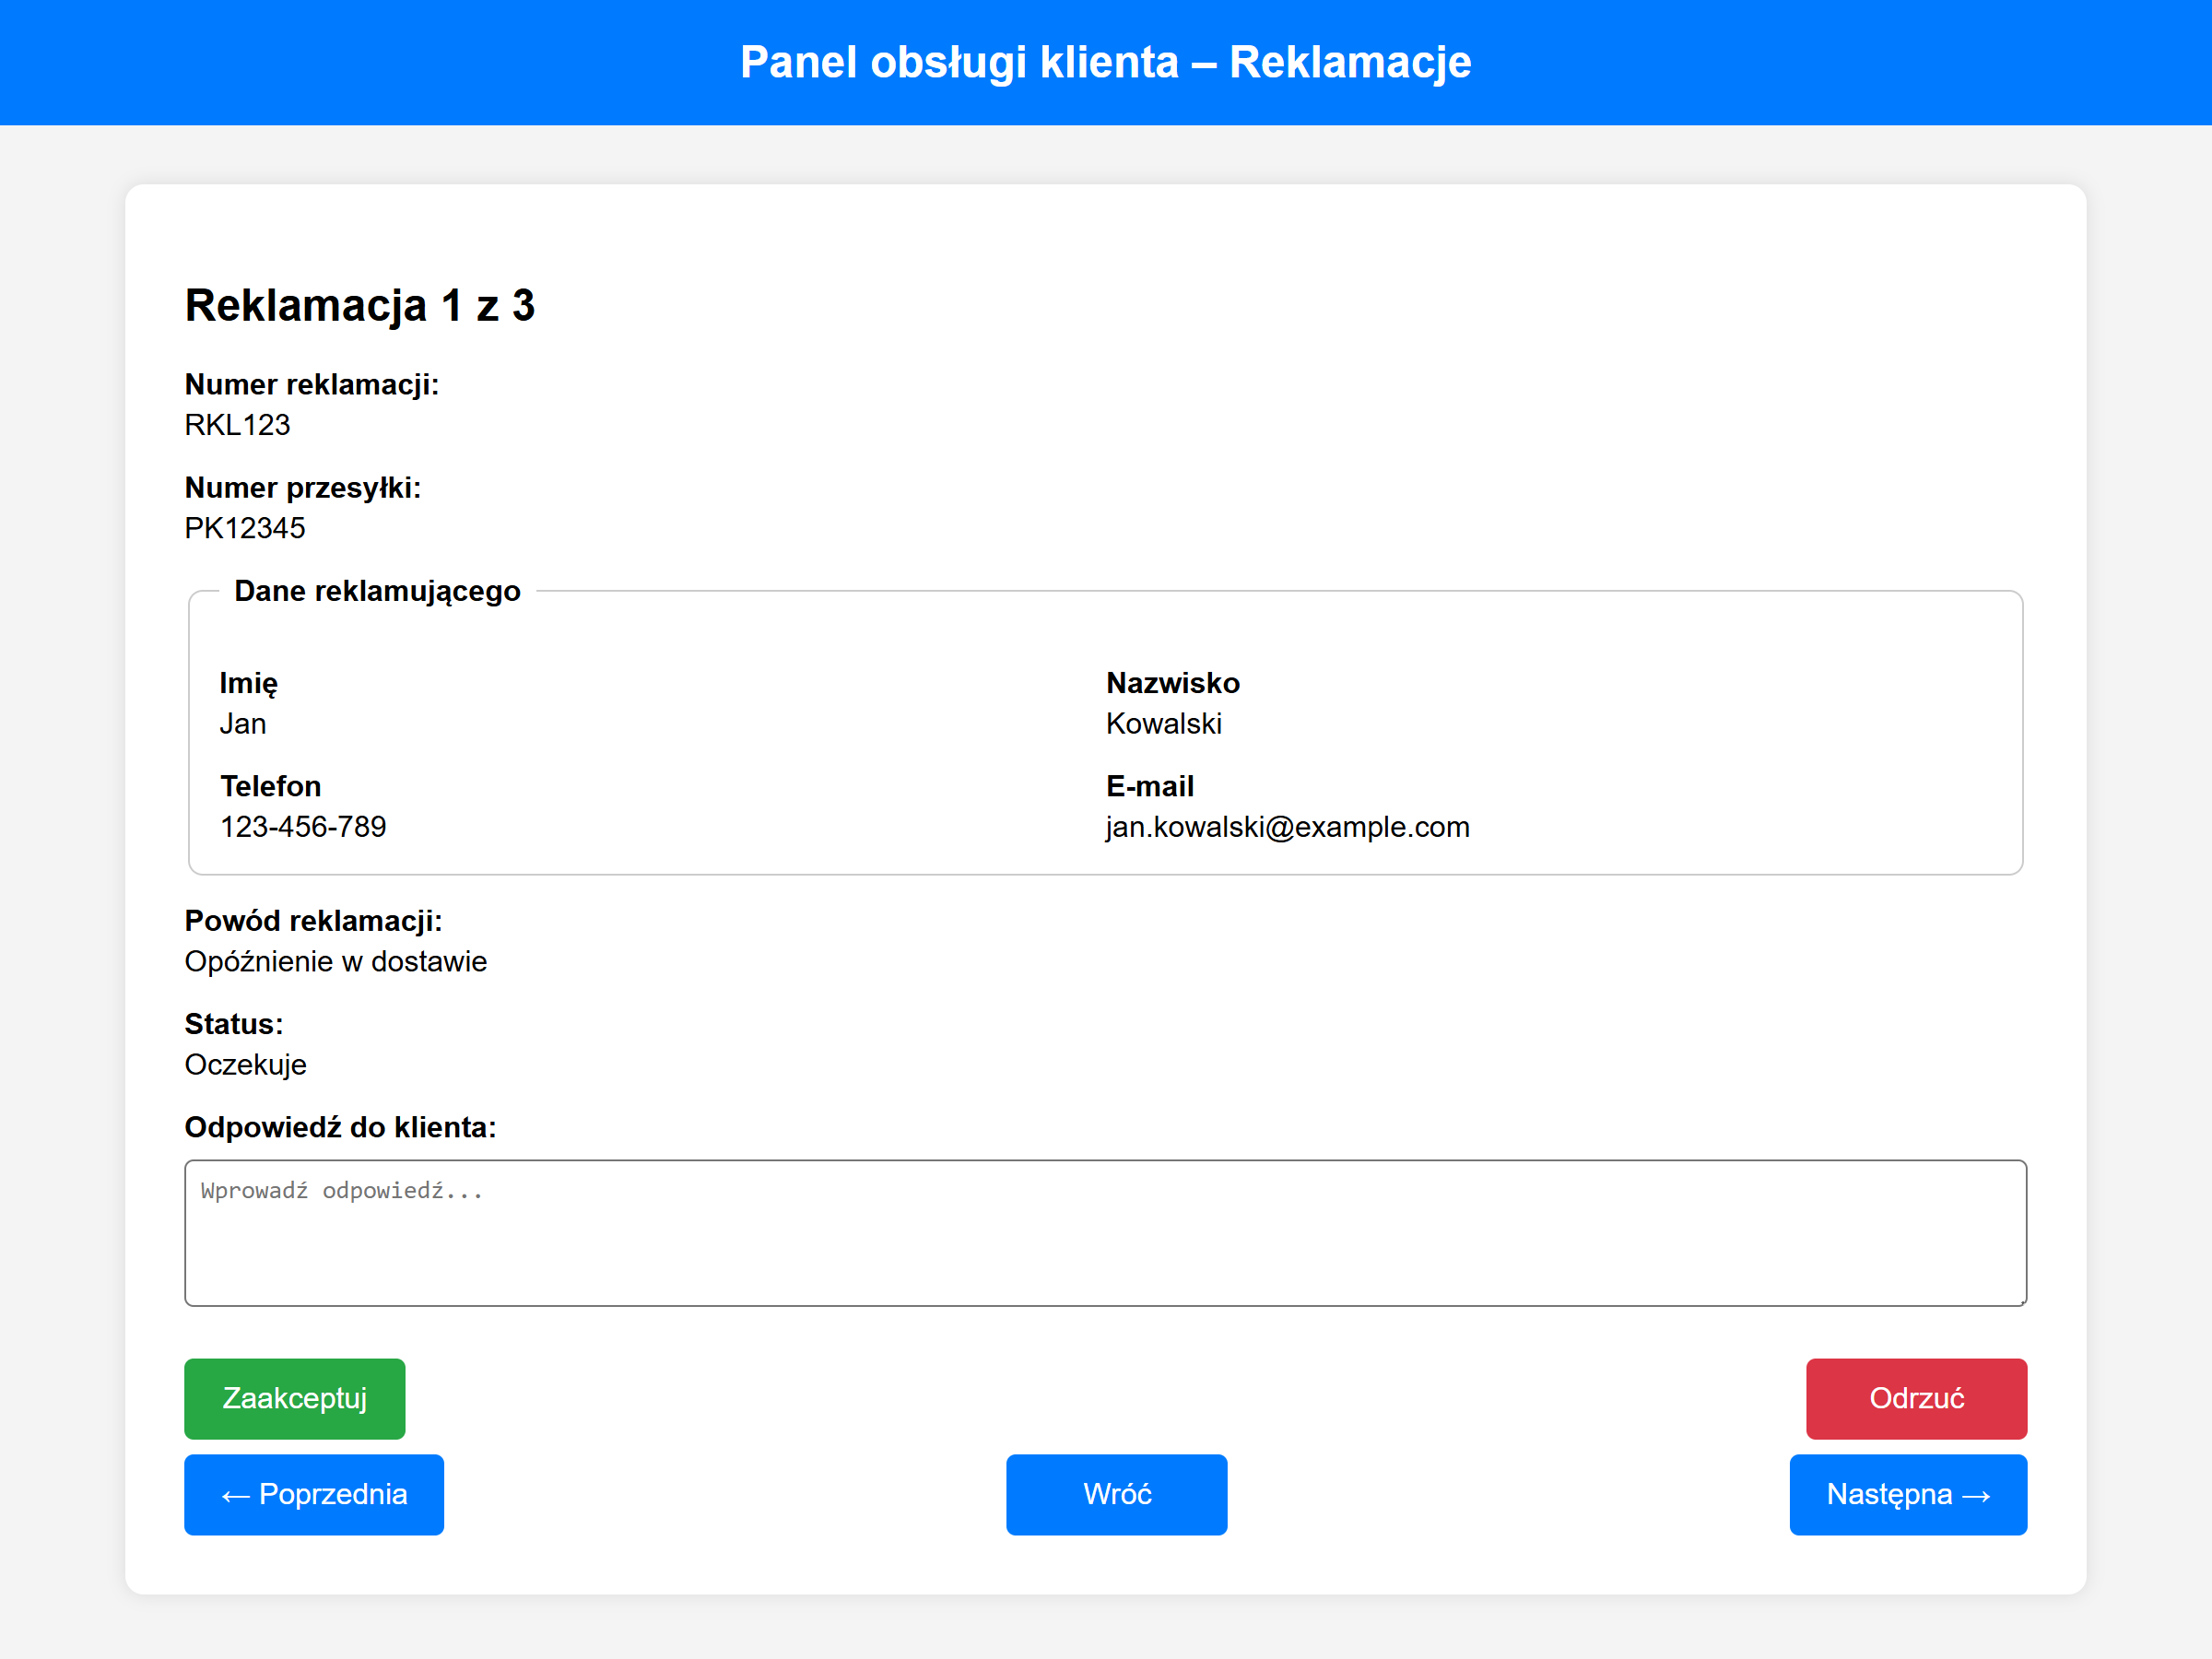 Panel obsługi klienta – Reklamacje
Reklamacja 1 z 3
Numer reklamacji:
RKL123
Numer przesyłki:
PK12345
Dane reklamującego
Imię
Nazwisko
Jan
Kowalski
Telefon
E-mail
123-456-789
jan.kowalski@example.com
Powód reklamacji:
Opóźnienie w dostawie
Status:
Oczekuje
Odpowiedź do klienta:
Wprowadź odpowiedź...
Zaakceptuj
Odrzuć
← Poprzednia
Wróć
Następna →